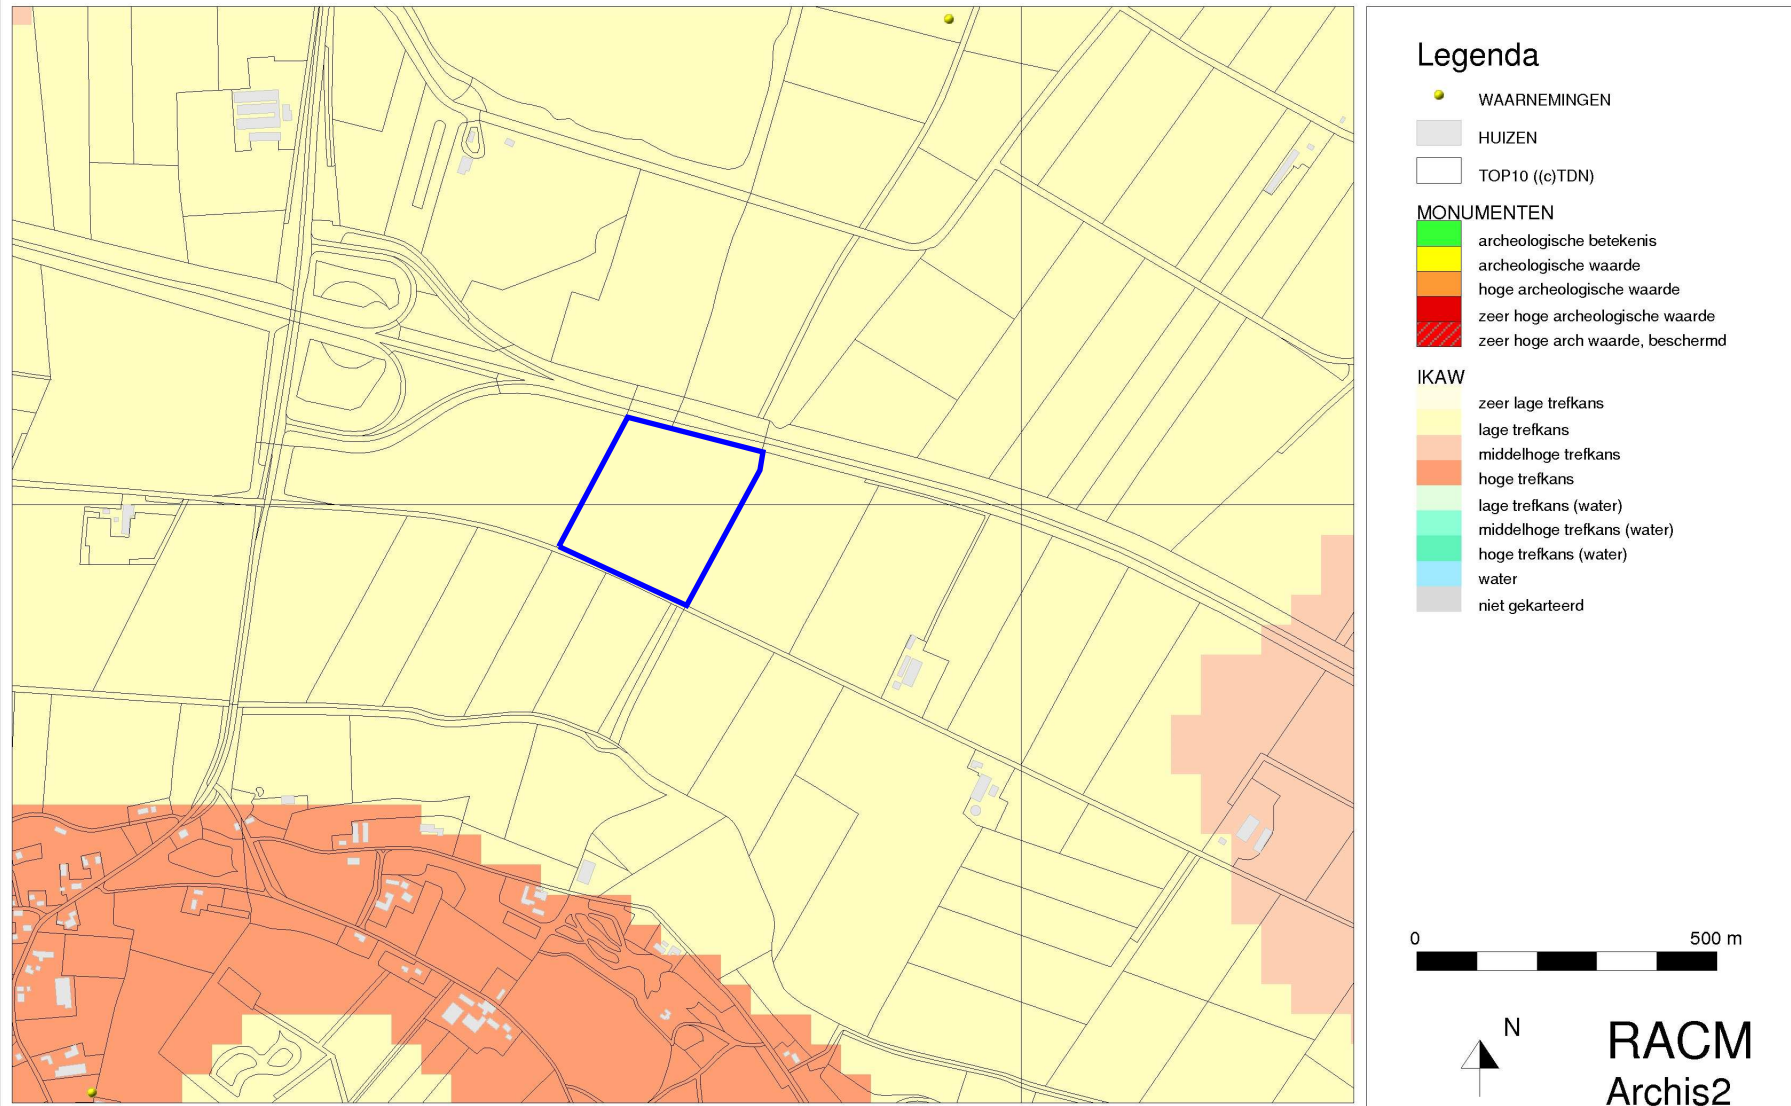 Legenda
WAARNEMINGEN
HUIZEN
TOP10 ((c)TDN)
MONUMENTEN
archeologische betekenis
archeologische waarde
hoge archeologische waarde
zeer hoge archeologische waarde
zeer hoge arch waarde, beschermd
IKAW
zeer lage trefkans
lage trefkans
middelhoge trefkans
hoge trefkans
lage trefkans (water)
middelhoge trefkans (water)
hoge trefkans (water)
water
niet gekarteerd
0 500 m
N
RACM
Archis2